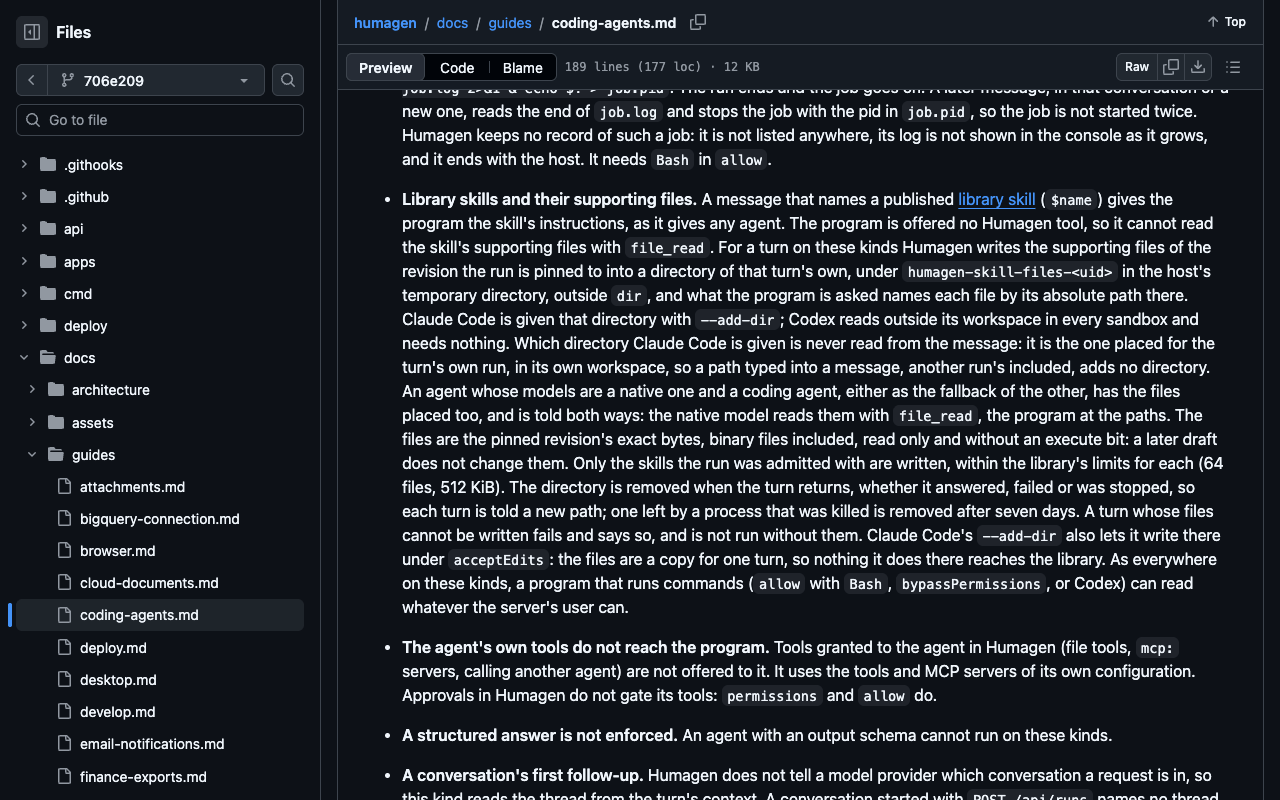 Files
humagen / docs / guides / coding-agents.md
Top
706e209
Preview Code Blame 189 lines (177 loc) · 12 KB
Raw
Go to file
.githooks
.github
api
apps
cmd
deploy
docs
architecture
assets
guides
attachments.md
bigquery-connection.md
browser.md
cloud-documents.md
coding-agents.md
deploy.md
desktop.md
develop.md
email-notifications.md
finance-exports.md
new one, reads the end of job.log and stops the job with the pid in job.pid, so the job is not started twice.
Humagen keeps no record of such a job: it is not listed anywhere, its log is not shown in the console as it grows,
and it ends with the host. It needs Bash in allow.
• Library skills and their supporting files. A message that names a published library skill ($name) gives the
program the skill's instructions, as it gives any agent. The program is offered no Humagen tool, so it cannot read
the skill's supporting files with file_read. For a turn on these kinds Humagen writes the supporting files of the
revision the run is pinned to into a directory of that turn's own, under humagen-skill-files-<uid> in the host's
temporary directory, outside dir, and what the program is asked names each file by its absolute path there.
Claude Code is given that directory with --add-dir; Codex reads outside its workspace in every sandbox and
needs nothing. Which directory Claude Code is given is never read from the message: it is the one placed for the
turn's own run, in its own workspace, so a path typed into a message, another run's included, adds no directory.
An agent whose models are a native one and a coding agent, either as the fallback of the other, has the files
placed too, and is told both ways: the native model reads them with file_read, the program at the paths. The
files are the pinned revision's exact bytes, binary files included, read only and without an execute bit: a later draft
does not change them. Only the skills the run was admitted with are written, within the library's limits for each (64
files, 512 KiB). The directory is removed when the turn returns, whether it answered, failed or was stopped, so
each turn is told a new path; one left by a process that was killed is removed after seven days. A turn whose files
cannot be written fails and says so, and is not run without them. Claude Code's --add-dir also lets it write there
under acceptEdits: the files are a copy for one turn, so nothing it does there reaches the library. As everywhere
on these kinds, a program that runs commands (allow with Bash, bypassPermissions, or Codex) can read
whatever the server's user can.
• The agent's own tools do not reach the program. Tools granted to the agent in Humagen (file tools, mcp:
servers, calling another agent) are not offered to it. It uses the tools and MCP servers of its own configuration.
Approvals in Humagen do not gate its tools: permissions and allow do.
• A structured answer is not enforced. An agent with an output schema cannot run on these kinds.
• A conversation's first follow-up. Humagen does not tell a model provider which conversation a request is in, so
this kind reads the thread from the turn's context. A conversation started with POST /api/runs names no thread